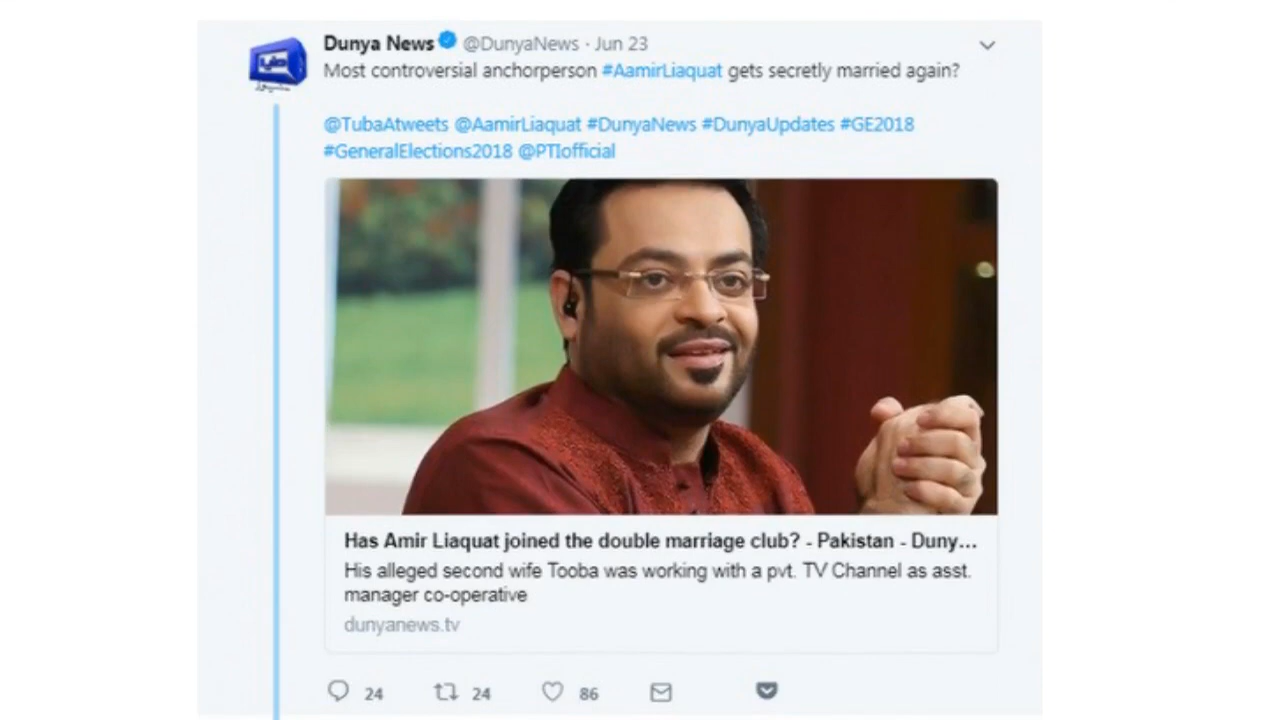 Dunya News @DunyaNews · Jun 23
Most controversial anchorperson #AamirLiaquat gets secretly married again?
@TubaAtweets @AamirLiaquat #DunyaNews #DunyaUpdates #GE2018
#GeneralElections2018 @PTIofficial
Has Amir Liaquat joined the double marriage club? - Pakistan - Duny...
His alleged second wife Tooba was working with a pvt. TV Channel as asst.
manager co-operative
dunyanews.tv
24 24 86